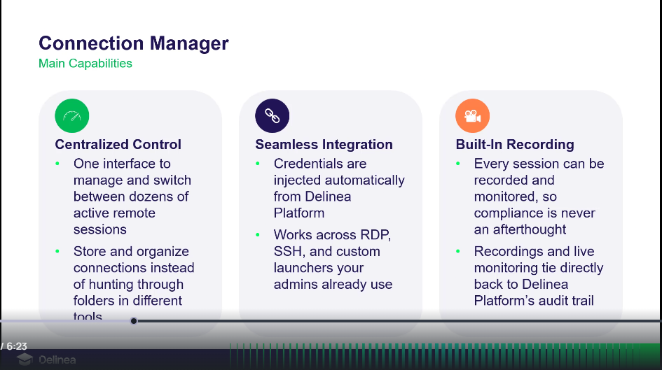 Connection Manager
Main Capabilities
Centralized Control
• One interface to
manage and switch
between dozens of
active remote
sessions
• Store and organize
connections instead
of hunting through
folders in different
tools
Seamless Integration
• Credentials are
injected automatically
from Delinea
Platform
• Works across RDP,
SSH, and custom
launchers your
admins already use
Built-In Recording
• Every session can be
recorded and
monitored, so
compliance is never
an afterthought
• Recordings and live
monitoring tie directly
back to Delinea
Platform's audit trail
/ 6:23
Delinea